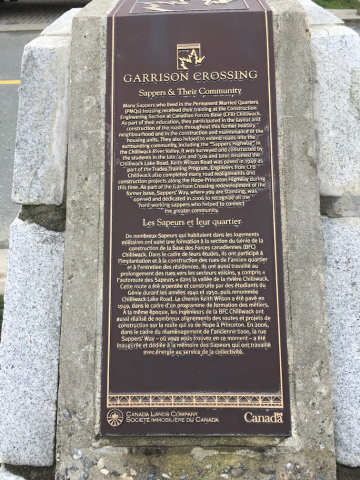 GARRISON CROSSING
Sappers & Their Community
Many Sappers who lived in the Permanent Married Quarters
(PMQs) housing received their training at the Construction
Engineering Section at Canadian Forces Base (CFB) Chilliwack.
As part of their education, they participated in the layout and
construction of the roads throughout this former military
neighbourhood and in the construction and maintenance of the
housing units. They also helped to extend roads into the
surrounding community, including the "Sappers Highway," in
the Chilliwack River Valley. It was surveyed and constructed by
the students in the late '40s and '50s and later renamed the
Chilliwack Lake Road. Keith Wilson Road was paved in 1949 as
part of the Trades Training Program. Engineers from CFB
Chilliwack also completed many road realignments and
construction projects along the Hope-Princeton Highway during
this time. As part of the Garrison Crossing redevelopment of the
former base, Sappers' Way, where you are standing, was
opened and dedicated in 2006 to recognize all the
hard-working sappers who helped to connect
the greater community.
Les Sapeurs et leur quartier
De nombreux Sapeurs qui habitaient dans les logements
militaires ont suivi une formation à la section du Génie de la
construction de la base des Forces canadiennes (BFC)
Chilliwack. Dans le cadre de leurs études, ils ont participé à
l'implantation et à la construction des rues de l'ancien quartier
et à l'entretien des résidences. Ils ont aussi travaillé au
prolongement des rues vers les secteurs voisins, y compris «
l'autoroute des Sapeurs » dans la vallée de la rivière Chilliwack.
Cette route a été arpentée et construite par des étudiants du
Génie durant les années 1940 et 1950, puis renommée
Chilliwack Lake Road. Le chemin Keith Wilson a été pavé en
1949, dans le cadre d'un programme de formation des métiers.
À la même époque, les ingénieurs de la BFC Chilliwack ont
aussi réalisé de nombreux alignements des routes et projets de
construction sur la route qui va de Hope à Princeton. En 2006,
dans le cadre du réaménagement de l'ancienne base, la rue
Sappers' Way – où vous vous trouvez en ce moment – a été
inaugurée et dédiée à la mémoire des Sapeurs qui ont travaillé
avec énergie au service de la collectivité.
CANADA LANDS COMPANY
SOCIÉTÉ IMMOBILIÈRE DU CANADA
Canada